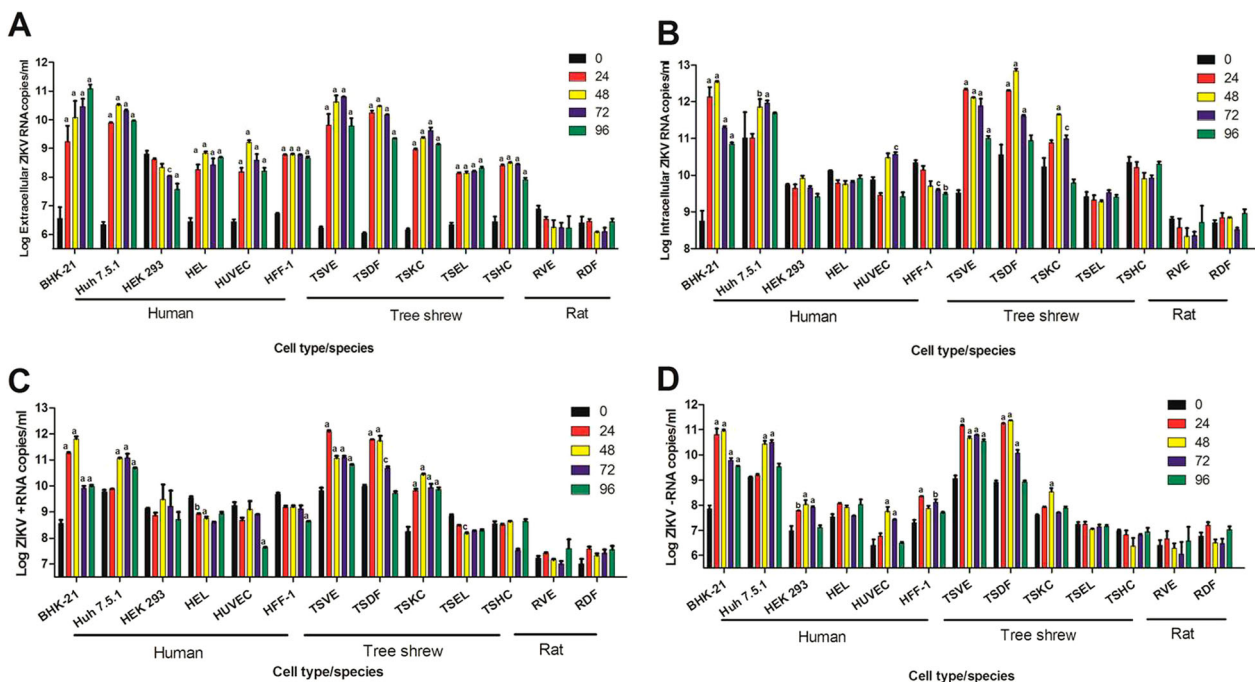 A
Log Extracellular ZIKV RNA copies/ml
12
11
10
9
8
7
6
a a a a
a a a a
c a
a a a a
a a a a
a a a a
a a a a
a a a a
a a a a
a a a a
a a a a
0
24
48
72
96
BHK-21 Huh 7.5.1 HEK 293 HEL HUVEC HFF-1 TSVE TSDF TSKC TSEL TSHC RVE RDF
Human Tree shrew Rat
Cell type/species
B
Log Intracellular ZIKV RNA copies/ml
13
12
11
10
9
8
a a a a
b a
a c
c b
a a a a
a a a
a c
0
24
48
72
96
BHK-21 Huh 7.5.1 HEK 293 HEL HUVEC HFF-1 TSVE TSDF TSKC TSEL TSHC RVE RDF
Human Tree shrew Rat
Cell type/species
C
Log ZIKV +RNA copies/ml
13
12
11
10
9
8
7
a a a a
a a a
b a
a
a
a a a a
a a c
a a a a
c
0
24
48
72
96
BHK-21 Huh 7.5.1 HEK 293 HEL HUVEC HFF-1 TSVE TSDF TSKC TSEL TSHC RVE RDF
Human Tree shrew Rat
Cell type/species
D
Log ZIKV -RNA copies/ml
12
11
10
9
8
7
6
a a a a
a a
b a a
a a
a b
a a a a
a a a
a
0
24
48
72
96
BHK-21 Huh 7.5.1 HEK 293 HEL HUVEC HFF-1 TSVE TSDF TSKC TSEL TSHC RVE RDF
Human Tree shrew Rat
Cell type/species